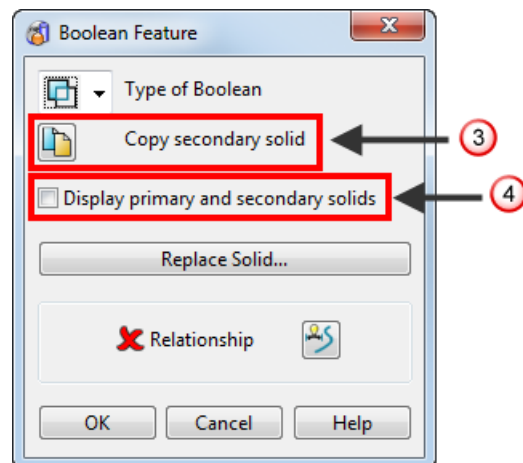 Boolean Feature
Type of Boolean
Copy secondary solid
3
Display primary and secondary solids
4
Replace Solid...
Relationship
OK Cancel Help